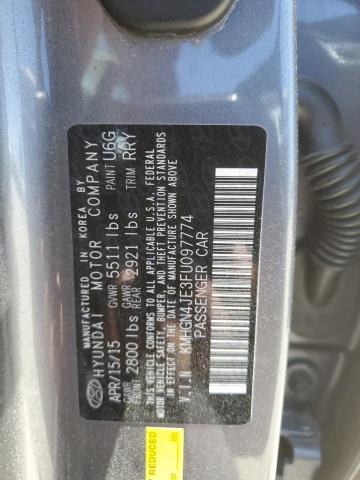 MANUFACTURED IN KOREA BY
HYUNDAI MOTOR COMPANY
APR/15/15 GVWR 5511 lbs PAINT U6G
GAWR FRONT 2800 lbs GAWR REAR 2921 lbs TRIM RRY
THIS VEHICLE CONFORMS TO ALL APPLICABLE U.S.A. FEDERAL
MOTOR VEHICLE SAFETY, BUMPER, AND THEFT PREVENTION
STANDARDS IN EFFECT ON THE DATE OF MANUFACTURE SHOWN ABOVE.
V.I.N KMHGN4JE3FU097774
PASSENGER CAR
REDUCED
lbs